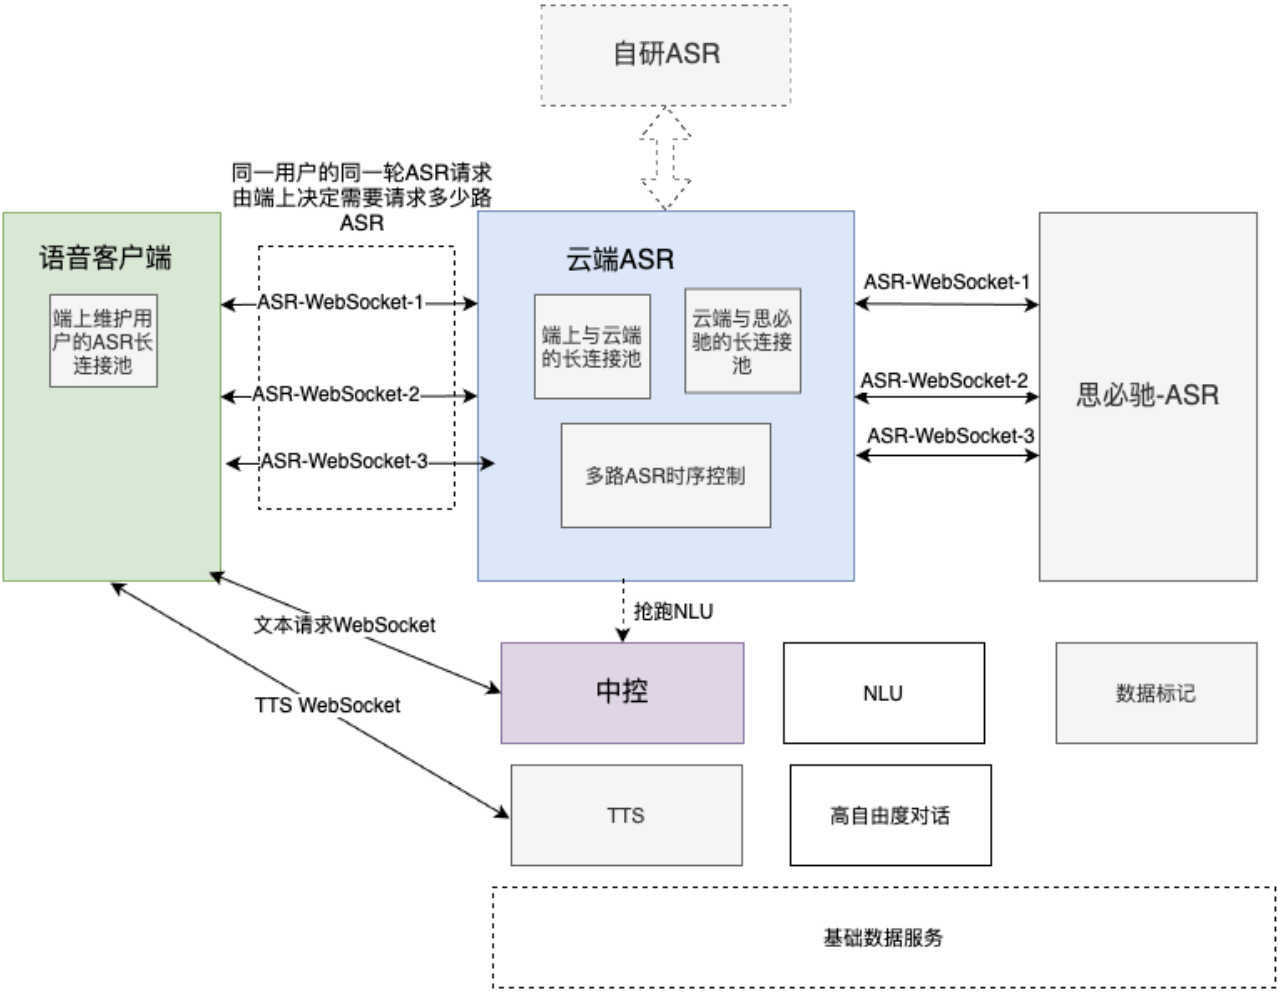 自研ASR
同一用户的同一轮ASR请求
由端上决定需要请求多少路
ASR
语音客户端
端上维护用
户的ASR长
连接池
ASR-WebSocket-1
ASR-WebSocket-2
ASR-WebSocket-3
云端ASR
端上与云端
的长连接池
云端与思必
驰的长连接
池
多路ASR时序控制
ASR-WebSocket-1
ASR-WebSocket-2
ASR-WebSocket-3
思必驰-ASR
抢跑NLU
文本请求WebSocket
TTS WebSocket
中控
NLU
数据标记
TTS
高自由度对话
基础数据服务